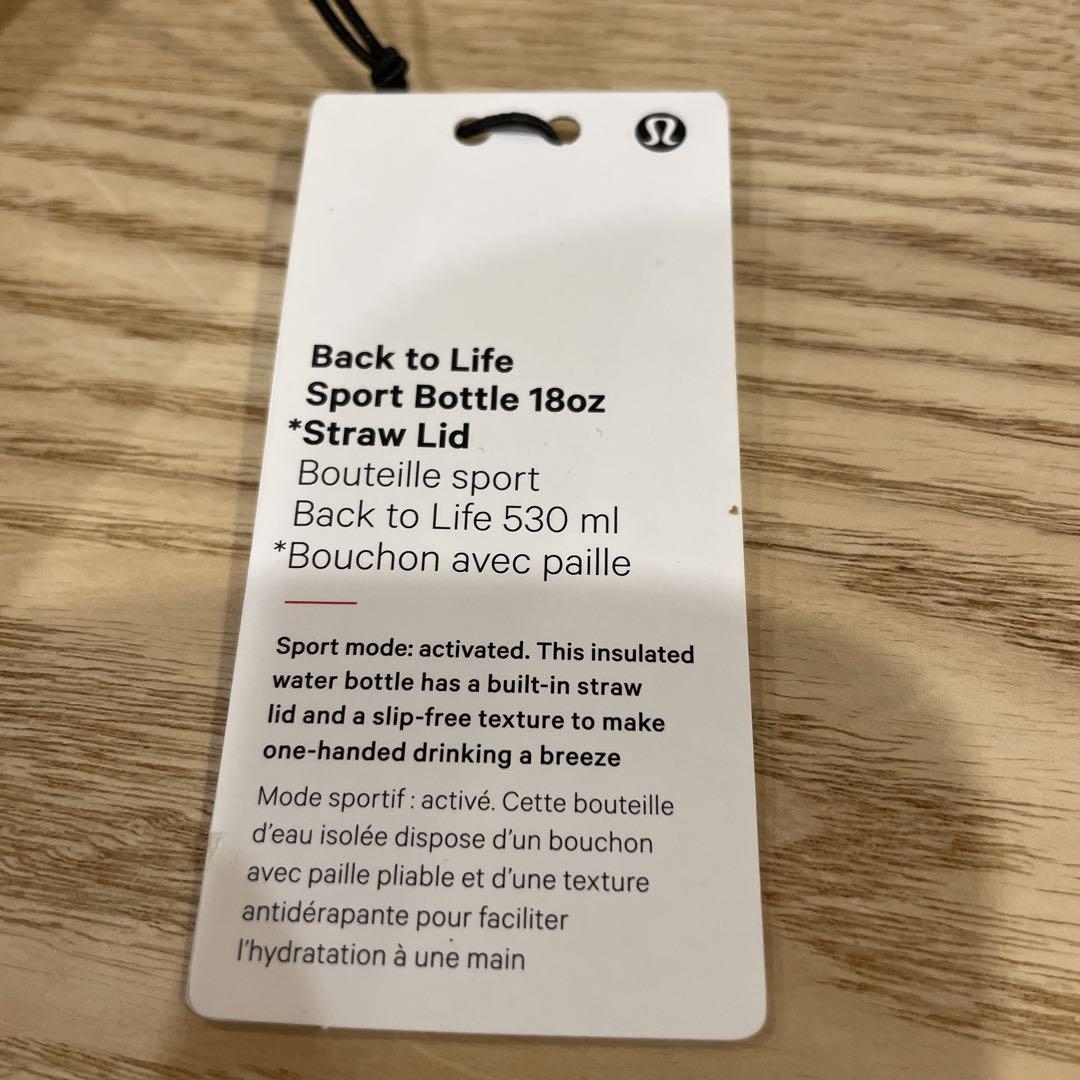 Back to Life
Sport Bottle 18oz
*Straw Lid
Bouteille sport
Back to Life 530 ml
*Bouchon avec paille
Sport mode: activated. This insulated
water bottle has a built-in straw
lid and a slip-free texture to make
one-handed drinking a breeze
Mode sportif : activé. Cette bouteille
d'eau isolée dispose d'un bouchon
avec paille pliable et d'une texture
antidérapante pour faciliter
l'hydratation à une main